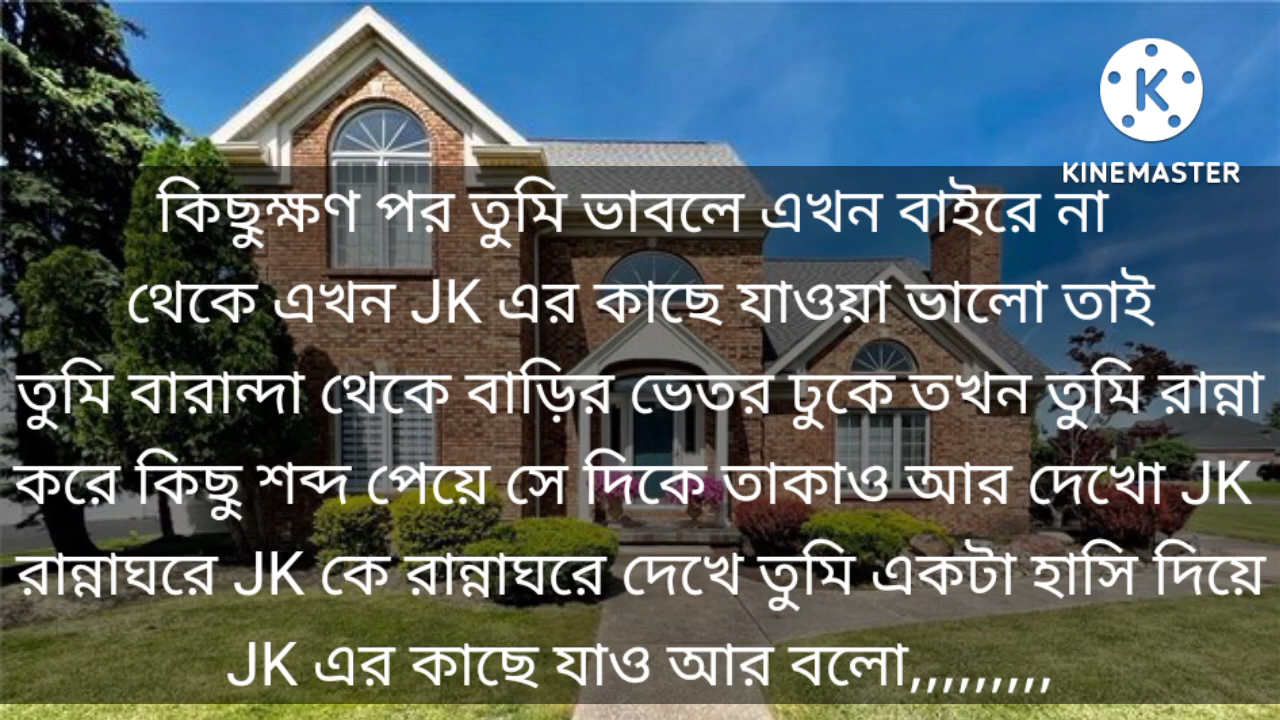 KINEMASTER
কিছুক্ষণ পর তুমি ভাবলে এখন বাইরে না
থেকে এখন JK এর কাছে যাওয়া ভালো তাই
তুমি বারান্দা থেকে বাড়ির ভেতর ঢুকে তখন তুমি রান্না
করে কিছু শব্দ পেয়ে সে দিকে তাকাও আর দেখো JK
রান্নাঘরে JK কে রান্নাঘরে দেখে তুমি একটা হাসি দিয়ে
JK এর কাছে যাও আর বলো,,,,,,,,,